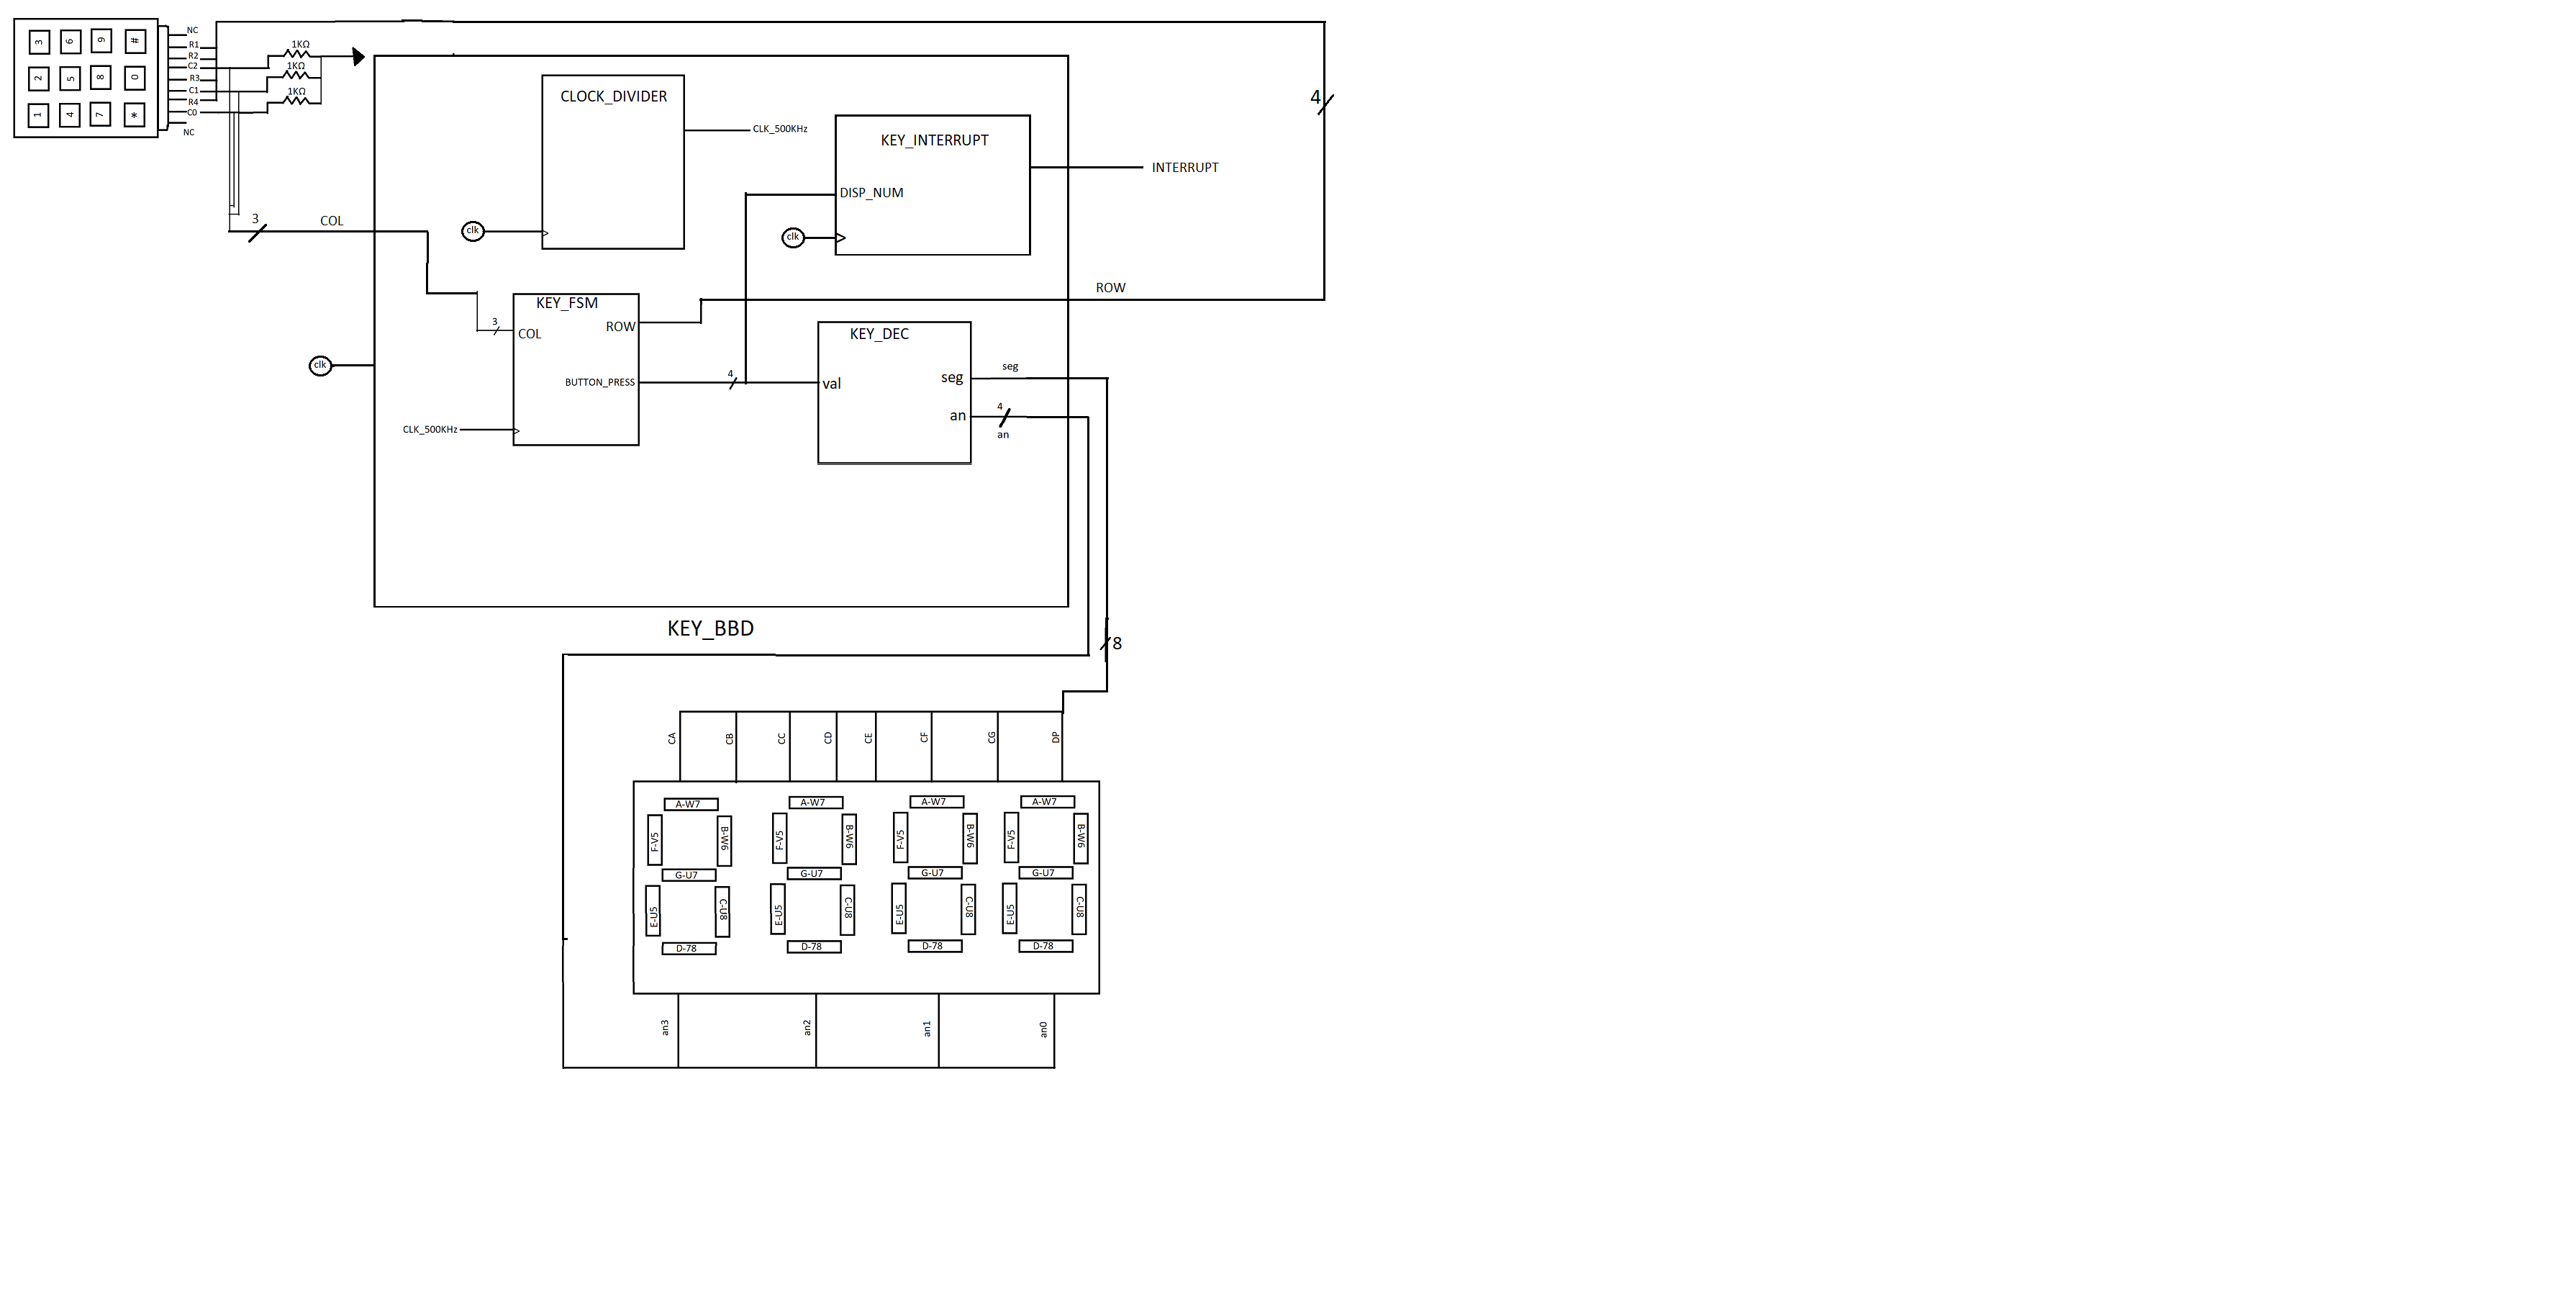 3
6
9
#
2
5
8
0
1
4
7
*
NC
R1
R2
C2
R3
C1
R4
C0
NC
1KΩ
1KΩ
1KΩ
3
COL
4
CLOCK_DIVIDER
CLK_500KHz
clk
KEY_INTERRUPT
DISP_NUM
clk
INTERRUPT
ROW
KEY_FSM
ROW
3
COL
BUTTON_PRESS
CLK_500KHz
clk
4
KEY_DEC
val
seg
an
seg
4
an
KEY_BBD
8
CA
CB
CC
CD
CE
CF
CG
DP
A-W7
A-W7
A-W7
A-W7
F-V5
B-W6
F-V5
B-W6
F-V5
B-W6
F-V5
B-W6
G-U7
G-U7
G-U7
G-U7
E-U5
C-U8
E-U5
C-U8
E-U5
C-U8
E-U5
C-U8
D-78
D-78
D-78
D-78
an3
an2
an1
an0